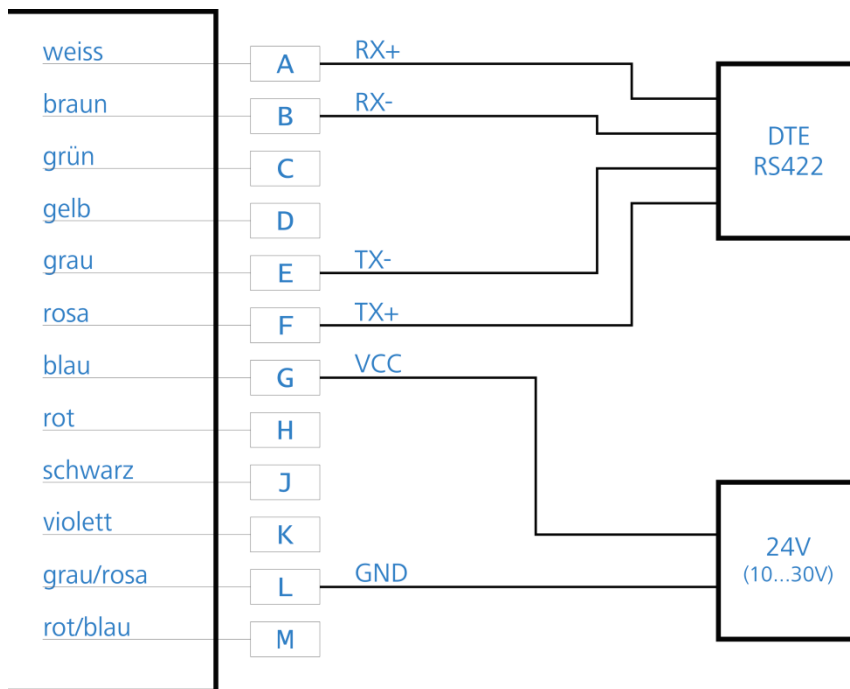 weiss A RX+
braun B RX-
grün C
gelb D
grau E TX-
rosa F TX+
blau G VCC
rot H
schwarz J
violett K
grau/rosa L GND
rot/blau M
DTE
RS422
24V
(10...30V)